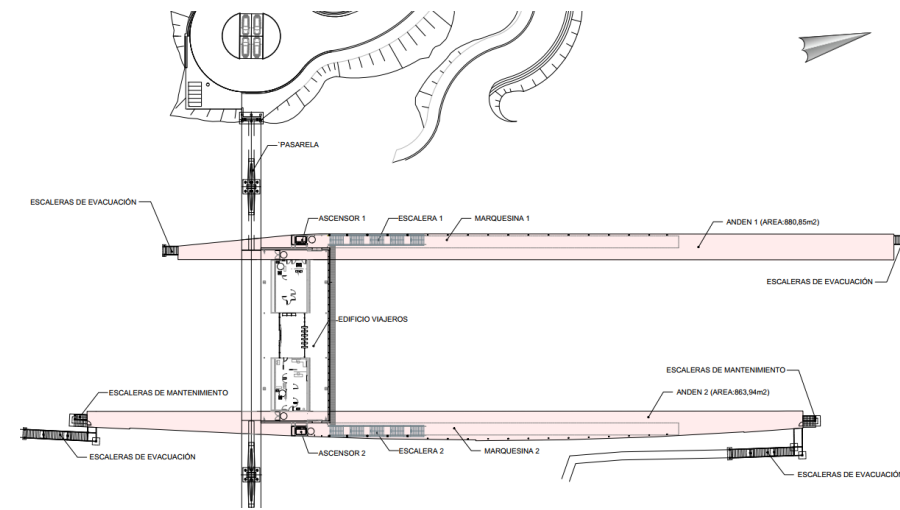 PASARELA
ESCALERAS DE EVACUACIÓN
ASCENSOR 1
ESCALERA 1
MARQUESINA 1
ANDEN 1 (AREA:880,85m2)
ESCALERAS DE EVACUACIÓN
EDIFICIO VIAJEROS
ESCALERAS DE MANTENIMIENTO
ESCALERAS DE MANTENIMIENTO
ANDEN 2 (AREA:863,94m2)
ESCALERAS DE EVACUACIÓN
ASCENSOR 2
ESCALERA 2
MARQUESINA 2
ESCALERAS DE EVACUACIÓN